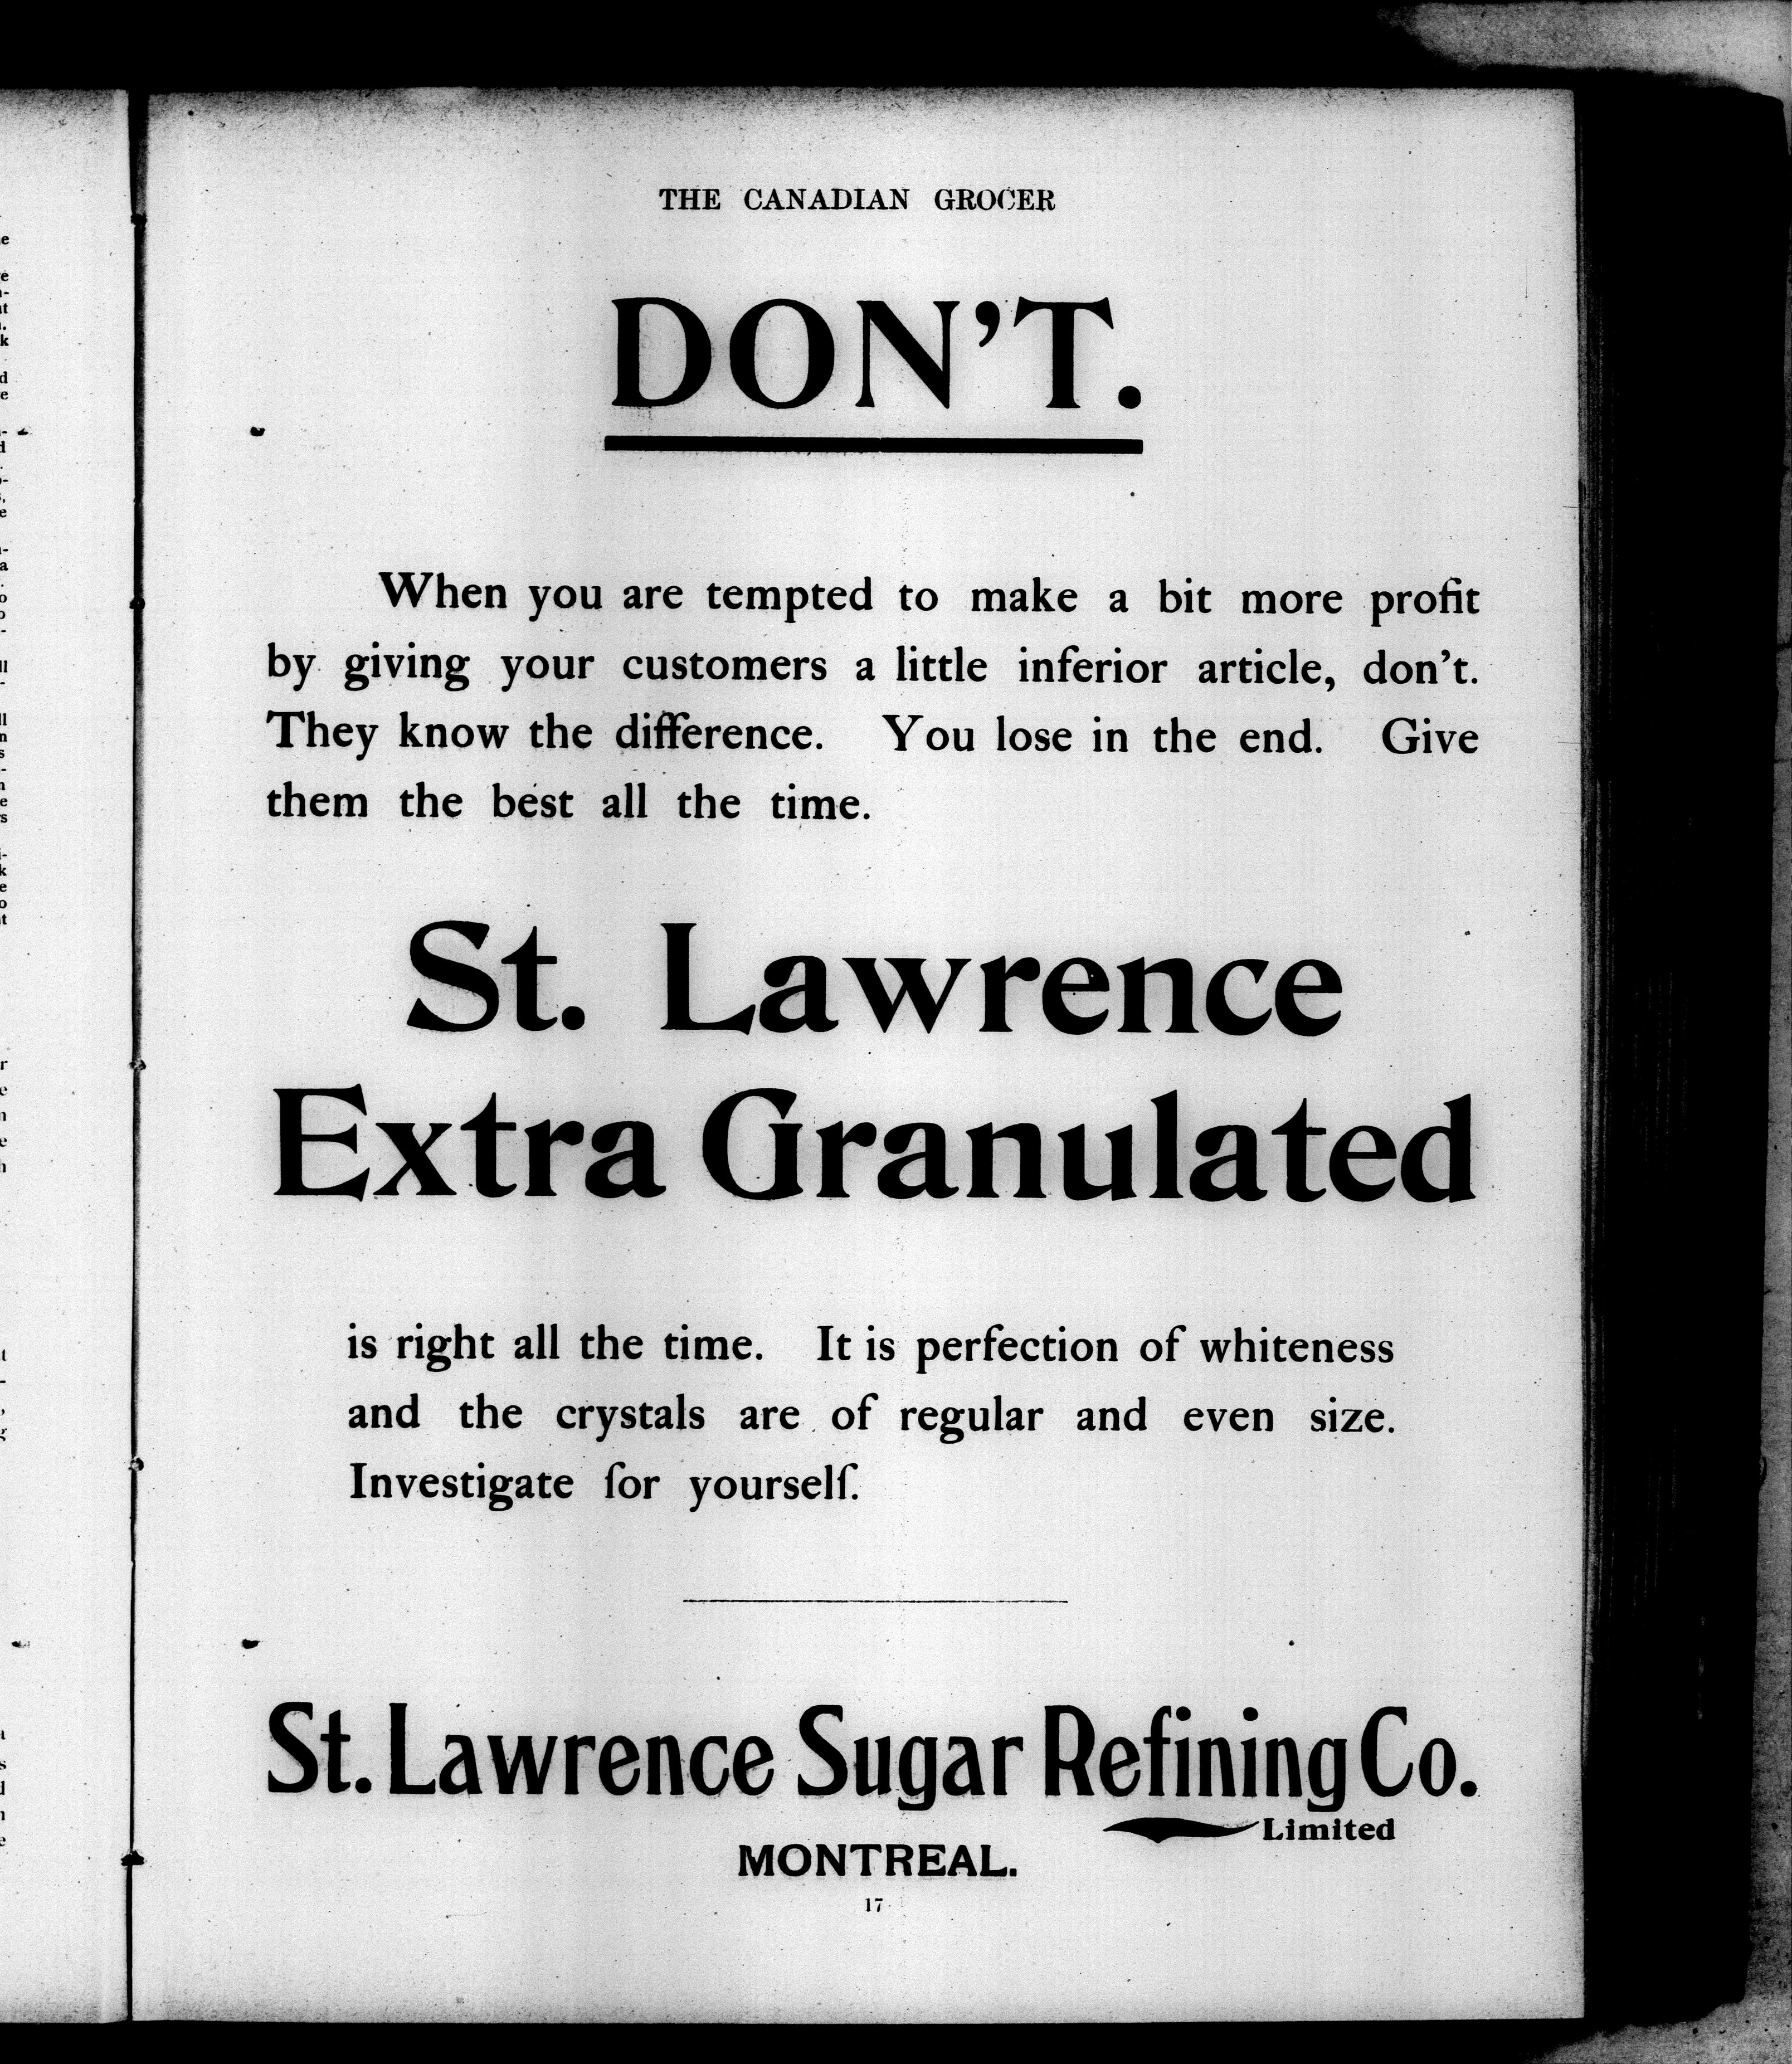 THE CANADIAN GROCER
DON'T.
When you are tempted to make a bit more profit
by giving your customers a little inferior article, don't.
They know the difference. You lose in the end. Give
them the best all the time.
St. Lawrence
Extra Granulated
is right all the time. It is perfection of whiteness
and the crystals are of regular and even size.
Investigate for yourself.
St. Lawrence Sugar Refining Co.
Limited
MONTREAL.
17